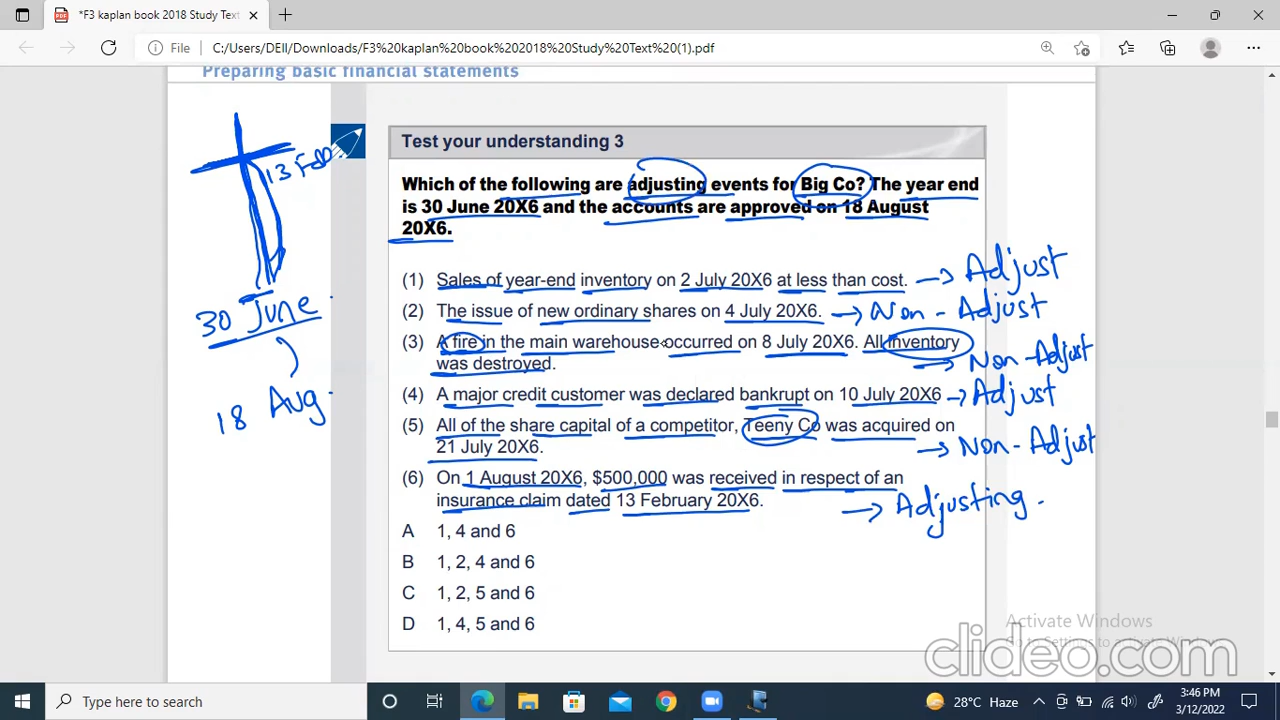 *F3 kaplan book 2018 Study Text
File C:/Users/DEll/Downloads/F3%20kaplan%20book%202018%20Study%20Text%20(1).pdf
Preparing basic financial statements
Test your understanding 3
Which of the following are adjusting events for Big Co? The year end
is 30 June 20X6 and the accounts are approved on 18 August
20X6.
(1) Sales of year-end inventory on 2 July 20X6 at less than cost. → Adjust
(2) The issue of new ordinary shares on 4 July 20X6. → Non - Adjust
(3) A fire in the main warehouse occurred on 8 July 20X6. All inventory
was destroyed. → Non - Adjust
(4) A major credit customer was declared bankrupt on 10 July 20X6 → Adjust
(5) All of the share capital of a competitor, Teeny Co was acquired on
21 July 20X6. → Non - Adjust
(6) On 1 August 20X6, $500,000 was received in respect of an
insurance claim dated 13 February 20X6. → Adjusting.
A 1, 4 and 6
B 1, 2, 4 and 6
C 1, 2, 5 and 6
D 1, 4, 5 and 6
13 Feb
30 June
18 Aug.
Activate Windows
Go to Settings to activate Windows.
clideo.com
Type here to search
28°C Haze
3:46 PM
3/12/2022